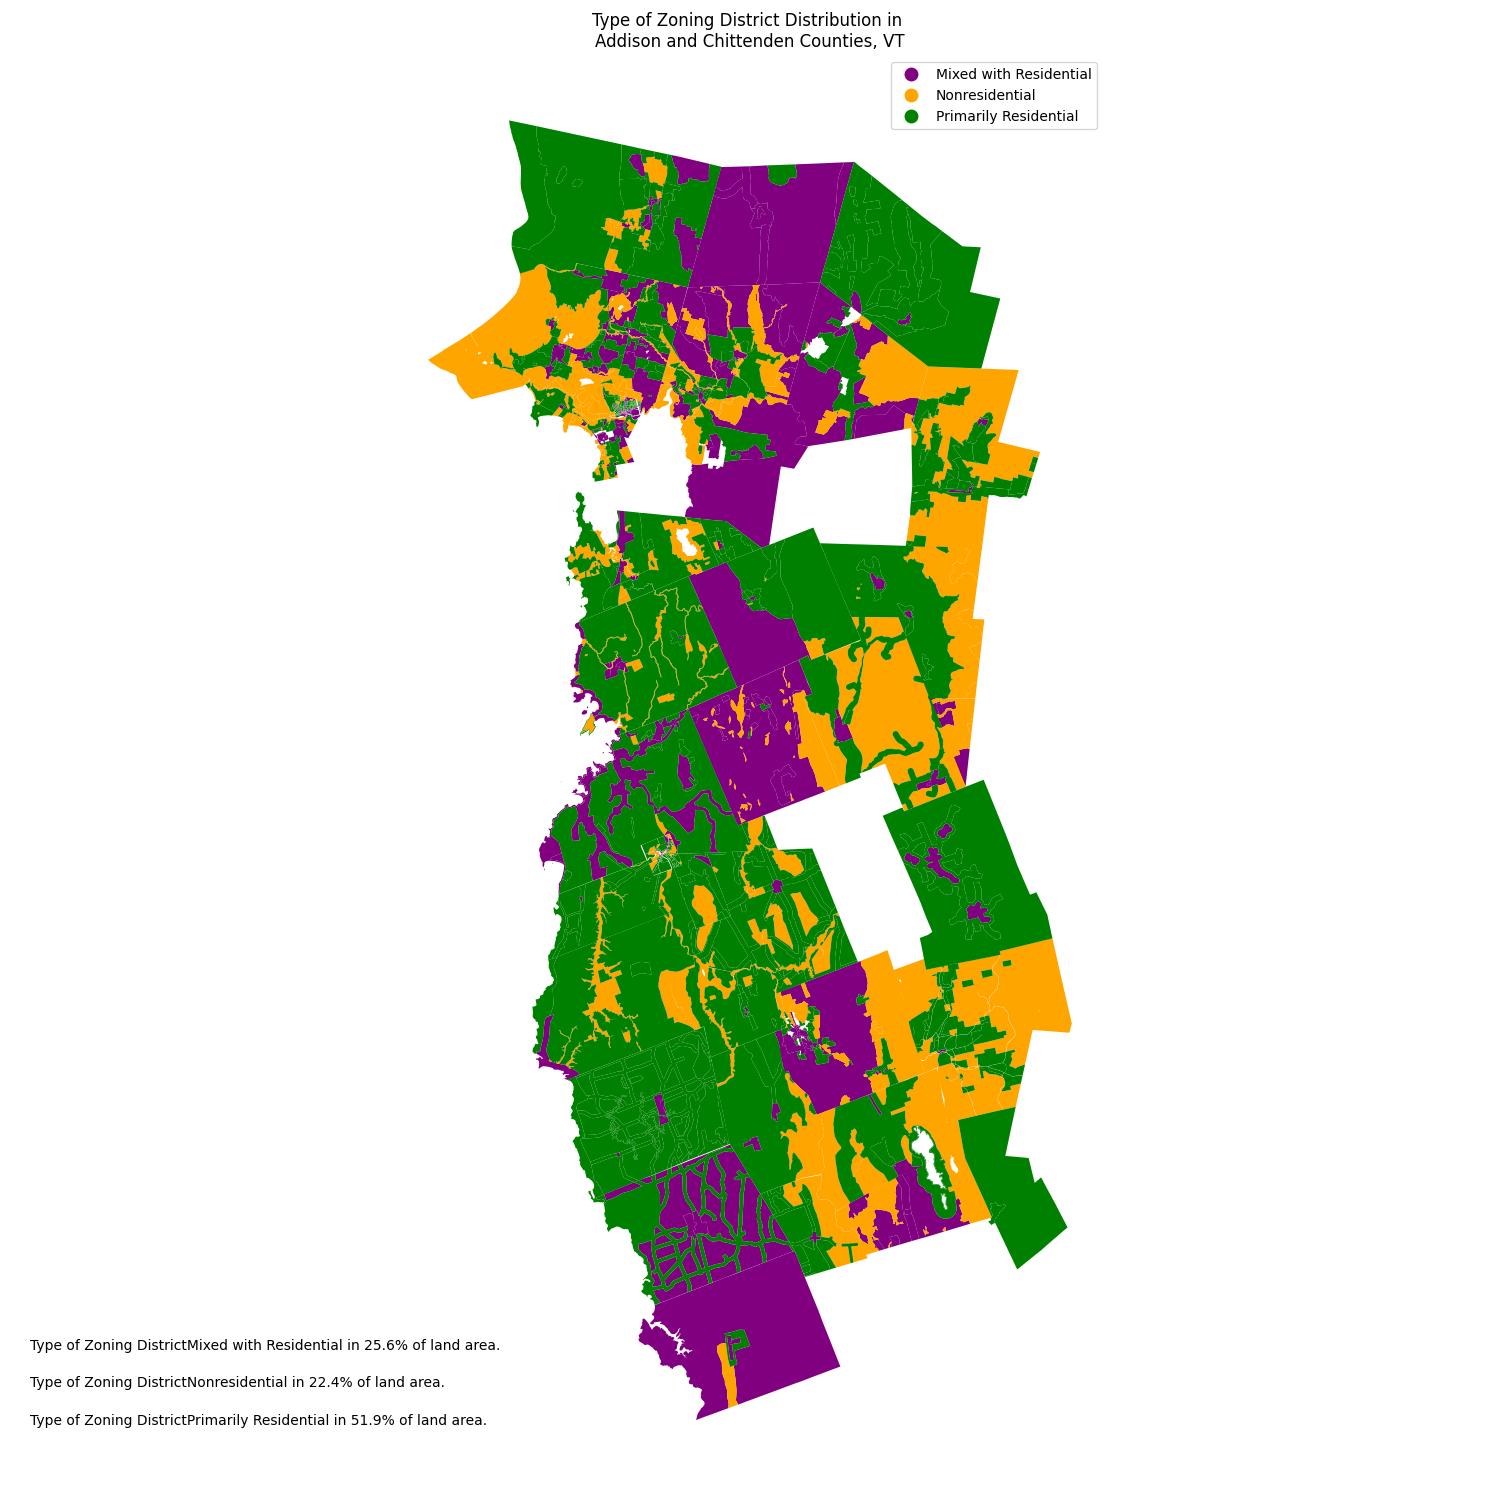 Type of Zoning District Distribution in
Addison and Chittenden Counties, VT
Mixed with Residential
Nonresidential
Primarily Residential
Type of Zoning DistrictMixed with Residential in 25.6% of land area.
Type of Zoning DistrictNonresidential in 22.4% of land area.
Type of Zoning DistrictPrimarily Residential in 51.9% of land area.